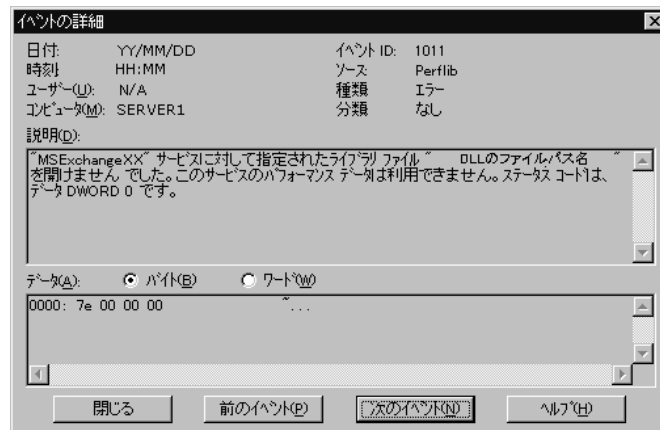 イベントの詳細
日付: YY/MM/DD イベント ID: 1011
時刻: HH:MM ソース: Perflib
ユーザー(U): N/A 種類: エラー
コンピュータ(M): SERVER1 分類: なし
説明(D):
"MSExchangeXX" サービスに対して指定されたライブラリ ファイル " DLLのファイルパス名 "
を開けません でした。このサービスのパフォーマンス データは利用できません。ステータス コードは、
データ DWORD 0 です。
データ(A): バイト(B) ワード(W)
0000: 7e 00 00 00 ~...
閉じる 前のイベント(P) 次のイベント(N) ヘルプ(H)